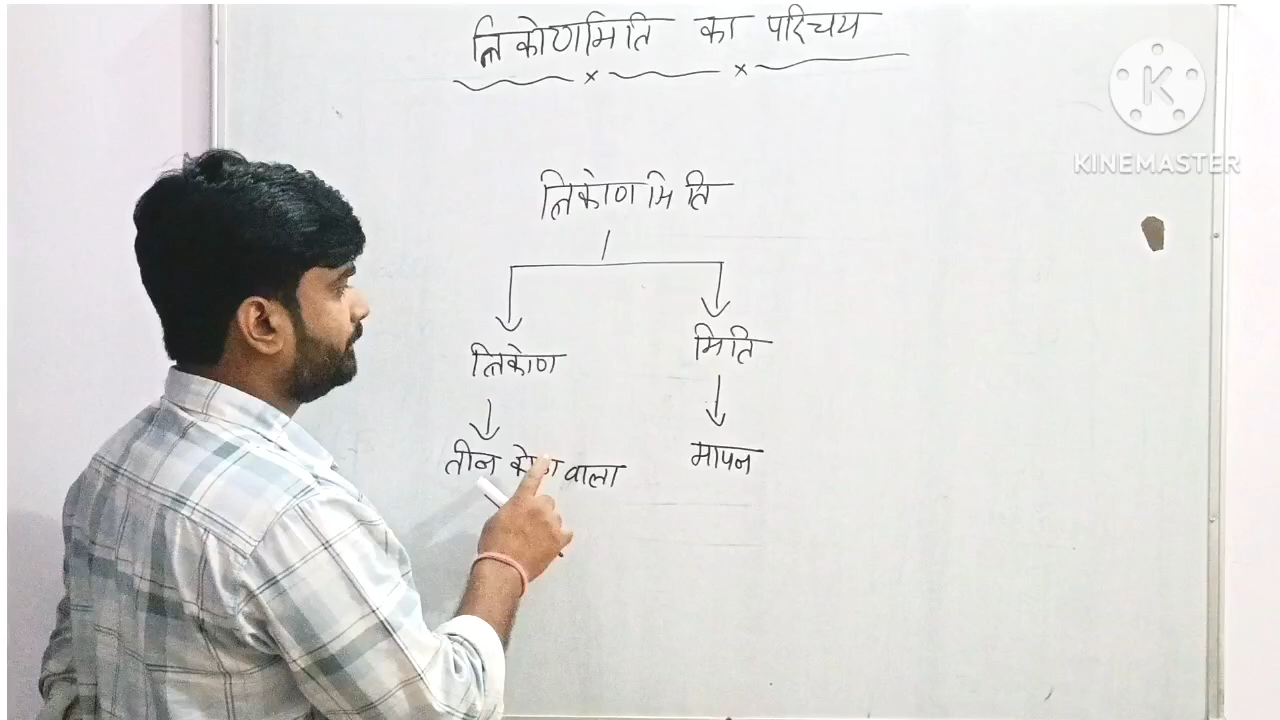 त्रिकोणमिति का परिचय
KINEMASTER
त्रिकोणमिति
त्रिकोण
मिति
तीन कोण वाला
मापन